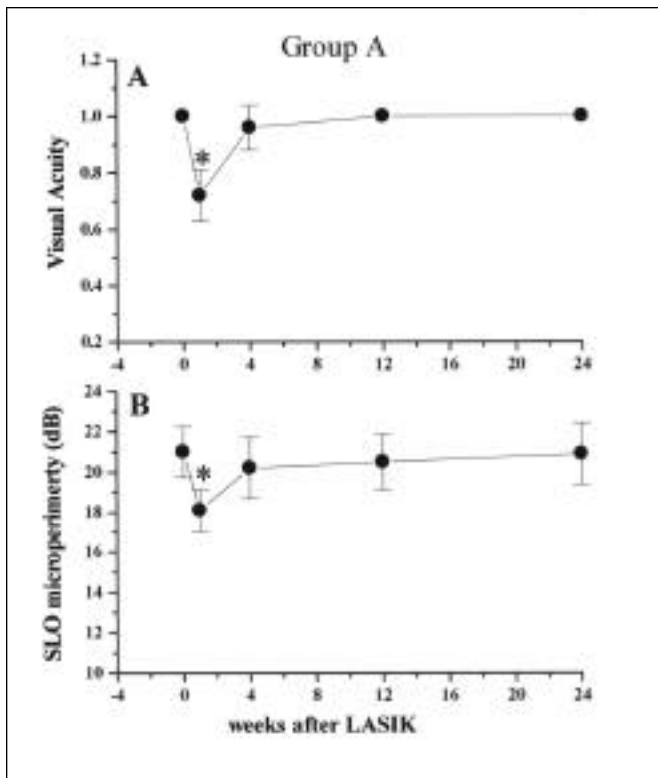 Group A
A
1.2
1.0
0.8
0.6
0.4
0.2
Visual Acuity
*
-4 0 4 8 12 16 20 24
B
24
22
20
18
16
14
12
10
SLO microperimerty (dB)
*
-4 0 4 8 12 16 20 24
weeks after LASIK